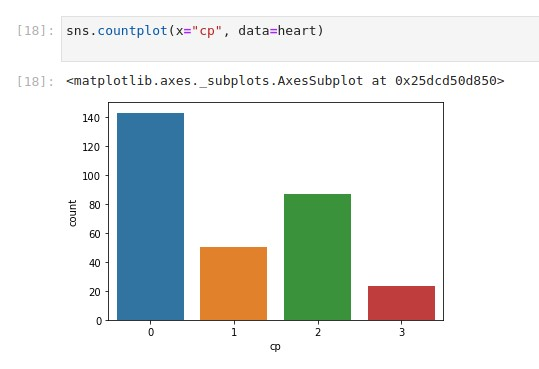 [18]: sns.countplot(x="cp", data=heart)
[18]: <matplotlib.axes._subplots.AxesSubplot at 0x25dcd50d850>
140
120
100
80
60
40
20
0
count
0 1 2 3
cp